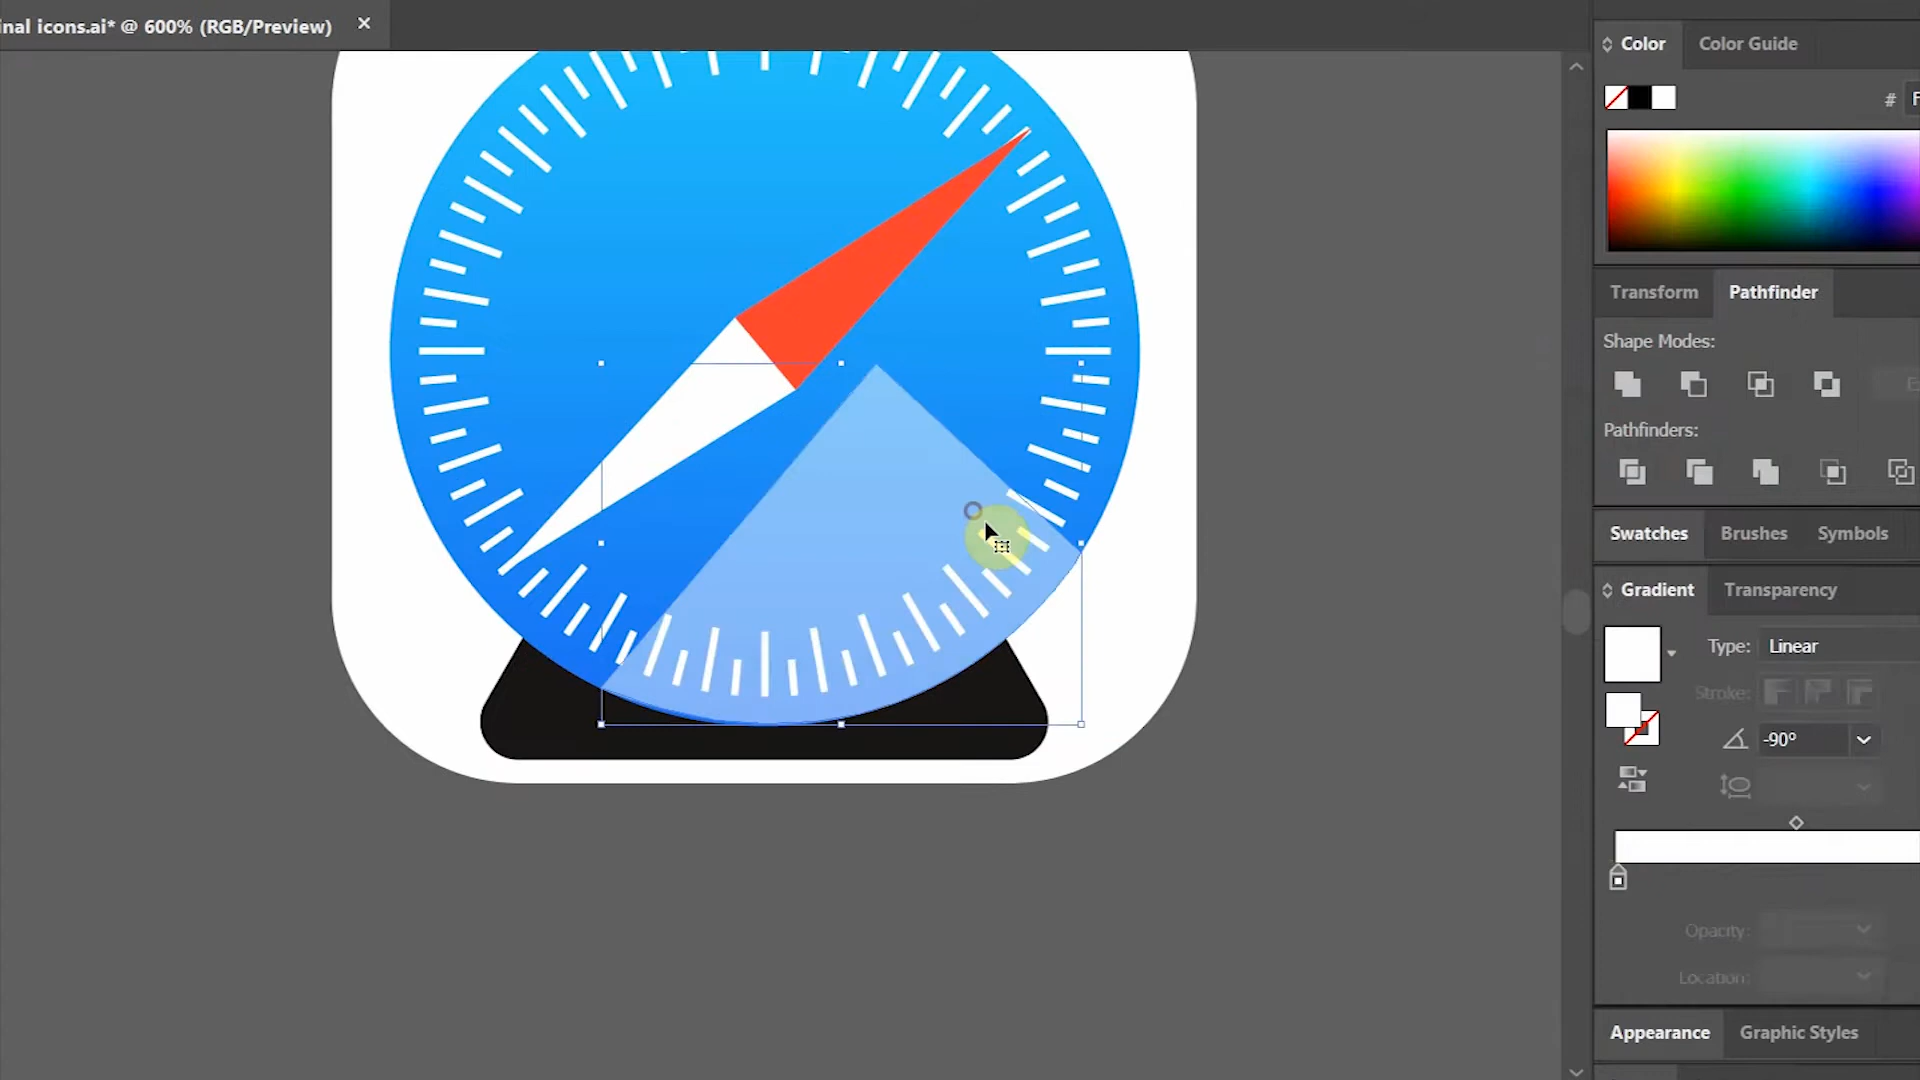 inal icons.ai* @ 600% (RGB/Preview) ×
Color
Color Guide
#
F
Transform
Pathfinder
Shape Modes:
Pathfinders:
Swatches
Brushes
Symbols
Gradient
Transparency
Type:
Linear
Stroke:
-90°
Opacity:
Location:
Appearance
Graphic Styles